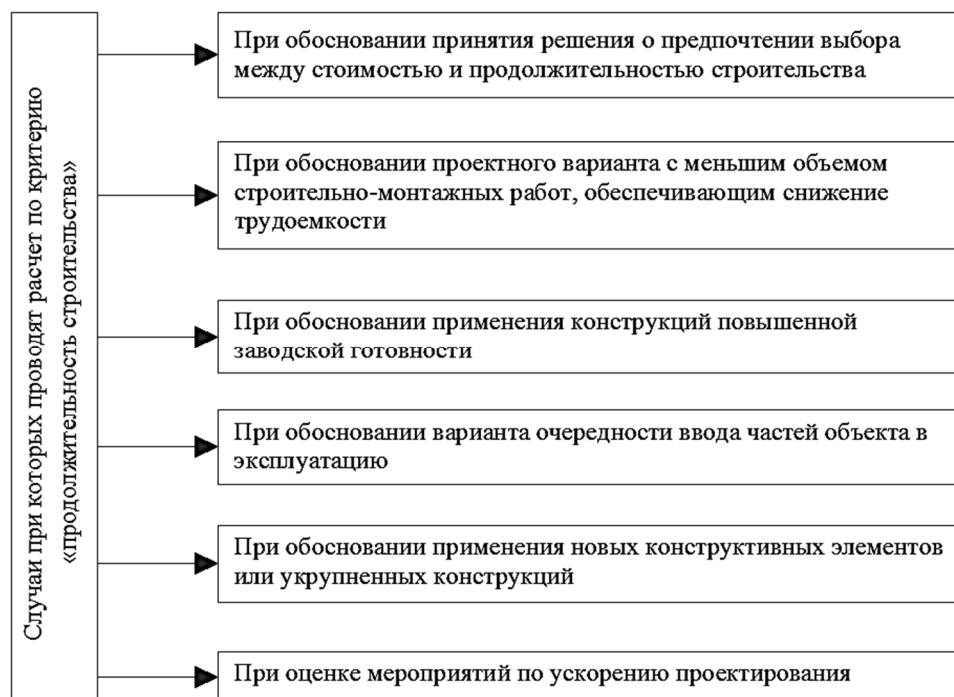 Случаи при которых проводят расчет по критерию
«продолжительность строительства»
При обосновании принятия решения о предпочтении выбора
между стоимостью и продолжительностью строительства
При обосновании проектного варианта с меньшим объемом
строительно-монтажных работ, обеспечивающим снижение
трудоемкости
При обосновании применения конструкций повышенной
заводской готовности
При обосновании варианта очередности ввода частей объекта в
эксплуатацию
При обосновании применения новых конструктивных элементов
или укрупненных конструкций
При оценке мероприятий по ускорению проектирования